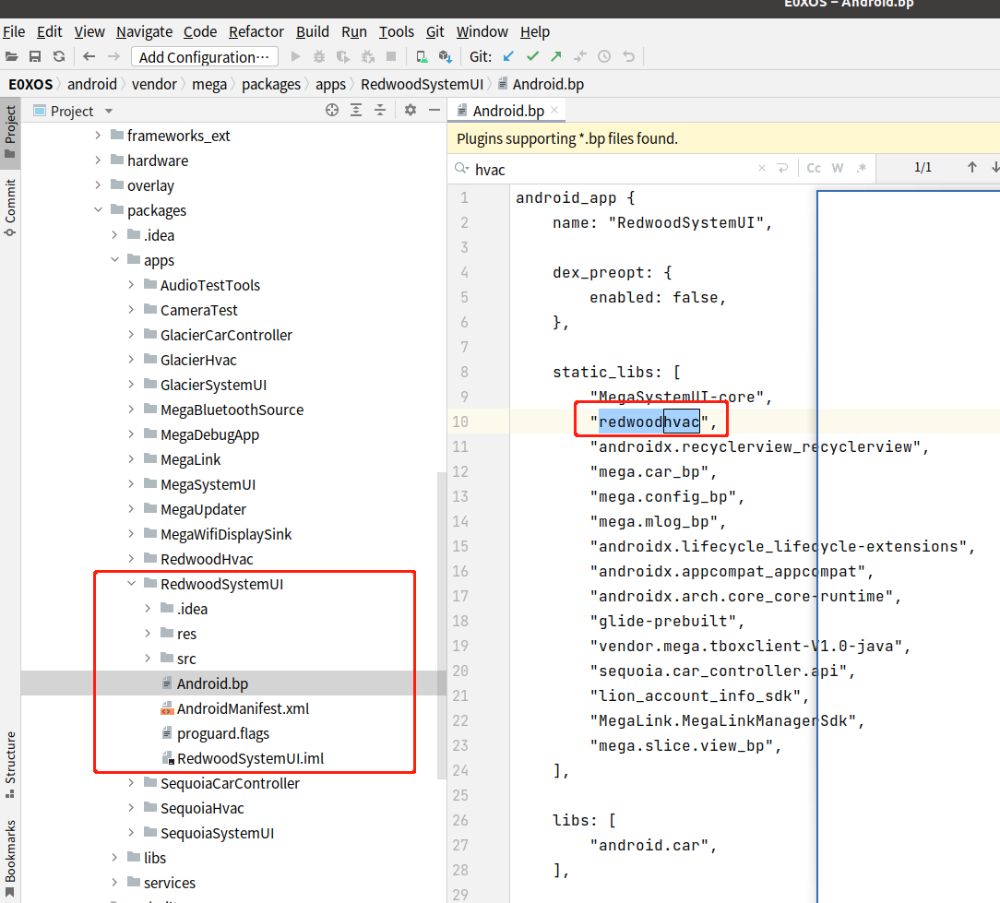 E0XOS – Android.bp
File Edit View Navigate Code Refactor Build Run Tools Git Window Help
Add Configuration··· Git:
E0XOS android vendor mega packages apps RedwoodSystemUI Android.bp
Project
Commit
Structure
Bookmarks
Project
frameworks_ext
hardware
overlay
packages
.idea
apps
AudioTestTools
CameraTest
GlacierCarController
GlacierHvac
GlacierSystemUI
MegaBluetoothSource
MegaDebugApp
MegaLink
MegaSystemUI
MegaUpdater
MegaWifiDisplaySink
RedwoodHvac
RedwoodSystemUI
.idea
res
src
Android.bp
AndroidManifest.xml
proguard.flags
RedwoodSystemUI.iml
SequoiaCarController
SequoiaHvac
SequoiaSystemUI
libs
services
Android.bp
Plugins supporting *.bp files found.
hvac Cc W .* 1/1
1 android_app {
2 name: "RedwoodSystemUI",
3
4 dex_preopt: {
5 enabled: false,
6 },
7
8 static_libs: [
9 "MegaSystemUI-core",
10 "redwoodhvac",
11 "androidx.recyclerview_recyclerview",
12 "mega.car_bp",
13 "mega.config_bp",
14 "mega.mlog_bp",
15 "androidx.lifecycle_lifecycle-extensions",
16 "androidx.appcompat_appcompat",
17 "androidx.arch.core_core-runtime",
18 "glide-prebuilt",
19 "vendor.mega.tboxclient-V1.0-java",
20 "sequoia.car_controller.api",
21 "lion_account_info_sdk",
22 "MegaLink.MegaLinkManagerSdk",
23 "mega.slice.view_bp",
24 ],
25
26 libs: [
27 "android.car",
28 ],
29